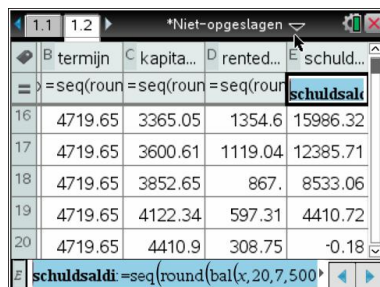 1.1 1.2 *Niet-opgeslagen
B termijn C kapita... D rented... E schuld...
= =seq(roun =seq(roun =seq(roun schuldsald
16 4719.65 3365.05 1354.6 15986.32
17 4719.65 3600.61 1119.04 12385.71
18 4719.65 3852.65 867. 8533.06
19 4719.65 4122.34 597.31 4410.72
20 4719.65 4410.9 308.75 -0.18
E schuldsaldi:=seq(round(bal(x,20,7,500